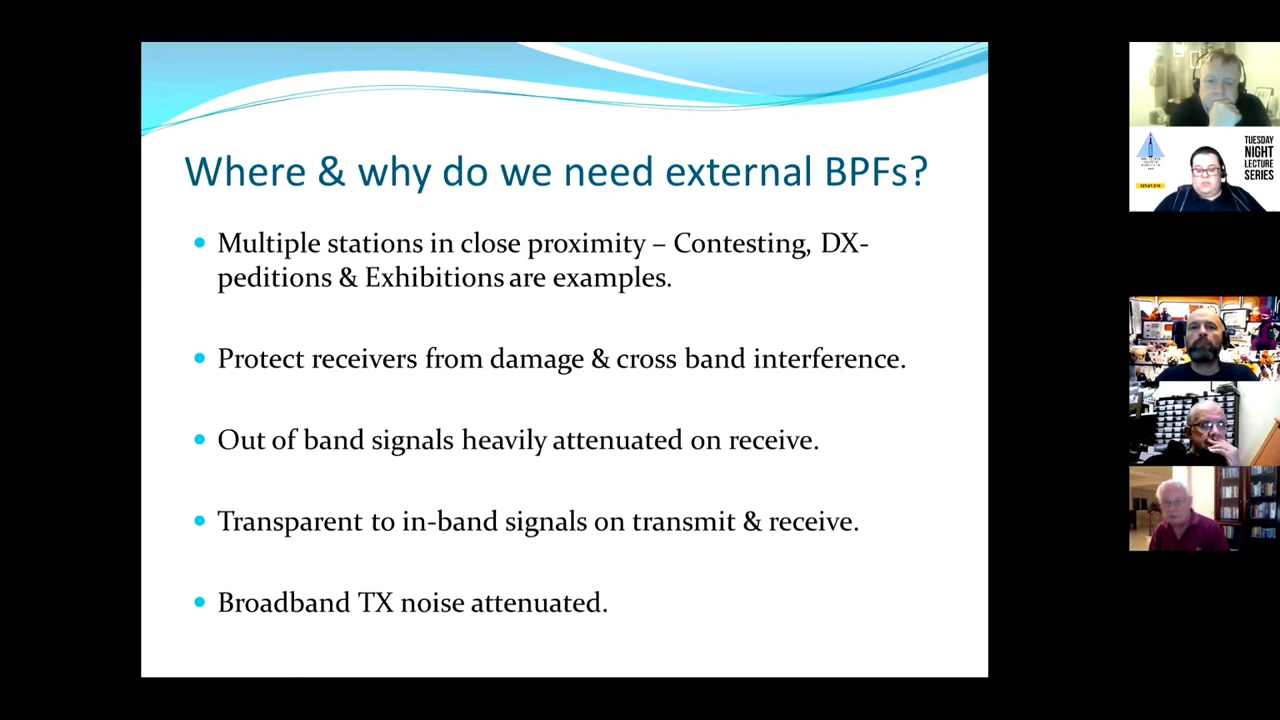 Where & why do we need external BPFs?
• Multiple stations in close proximity – Contesting, DX-
peditions & Exhibitions are examples.
• Protect receivers from damage & cross band interference.
• Out of band signals heavily attenuated on receive.
• Transparent to in-band signals on transmit & receive.
• Broadband TX noise attenuated.
TUESDAY
NIGHT
LECTURE
SERIES